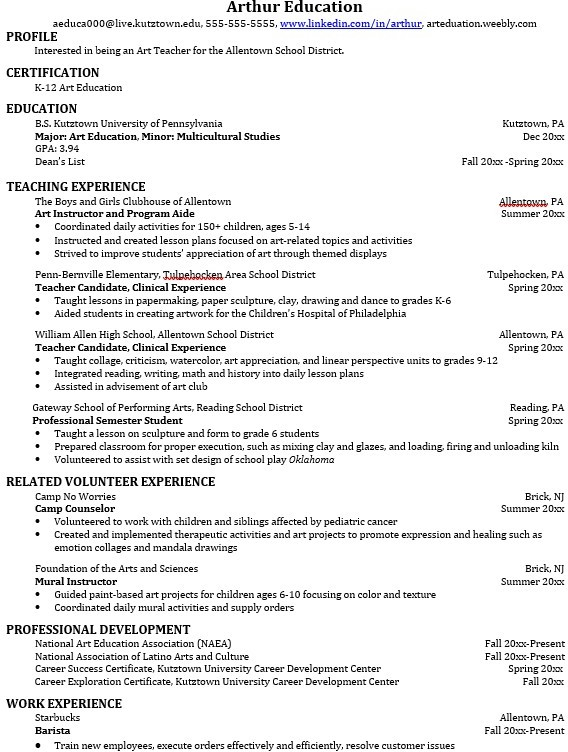 Arthur Education
aeduca000@live.kutztown.edu, 555-555-5555, www.linkedin.com/in/arthur, arteduation.weebly.com
PROFILE
Interested in being an Art Teacher for the Allentown School District.
CERTIFICATION
K-12 Art Education
EDUCATION
B.S. Kutztown University of Pennsylvania Kutztown, PA
Major: Art Education, Minor: Multicultural Studies Dec 20xx
GPA: 3.94
Dean's List Fall 20xx -Spring 20xx
TEACHING EXPERIENCE
The Boys and Girls Clubhouse of Allentown Allentown, PA
Art Instructor and Program Aide Summer 20xx
• Coordinated daily activities for 150+ children, ages 5-14
• Instructed and created lesson plans focused on art-related topics and activities
• Strived to improve students' appreciation of art through themed displays
Penn-Bernville Elementary, Tulpehocken Area School District Tulpehocken, PA
Teacher Candidate, Clinical Experience Spring 20xx
• Taught lessons in papermaking, paper sculpture, clay, drawing and dance to grades K-6
• Aided students in creating artwork for the Children's Hospital of Philadelphia
William Allen High School, Allentown School District Allentown, PA
Teacher Candidate, Clinical Experience Spring 20xx
• Taught collage, criticism, watercolor, art appreciation, and linear perspective units to grades 9-12
• Integrated reading, writing, math and history into daily lesson plans
• Assisted in advisement of art club
Gateway School of Performing Arts, Reading School District Reading, PA
Professional Semester Student Spring 20xx
• Taught a lesson on sculpture and form to grade 6 students
• Prepared classroom for proper execution, such as mixing clay and glazes, and loading, firing and unloading kiln
• Volunteered to assist with set design of school play Oklahoma
RELATED VOLUNTEER EXPERIENCE
Camp No Worries Brick, NJ
Camp Counselor Summer 20xx
• Volunteered to work with children and siblings affected by pediatric cancer
• Created and implemented therapeutic activities and art projects to promote expression and healing such as
emotion collages and mandala drawings
Foundation of the Arts and Sciences Brick, NJ
Mural Instructor Summer 20xx
• Guided paint-based art projects for children ages 6-10 focusing on color and texture
• Coordinated daily mural activities and supply orders
PROFESSIONAL DEVELOPMENT
National Art Education Association (NAEA) Fall 20xx-Present
National Association of Latino Arts and Culture Fall 20xx-Present
Career Success Certificate, Kutztown University Career Development Center Spring 20xx
Career Exploration Certificate, Kutztown University Career Development Center Fall 20xx
WORK EXPERIENCE
Starbucks Allentown, PA
Barista Fall 20xx-Present
• Train new employees, execute orders effectively and efficiently, resolve customer issues